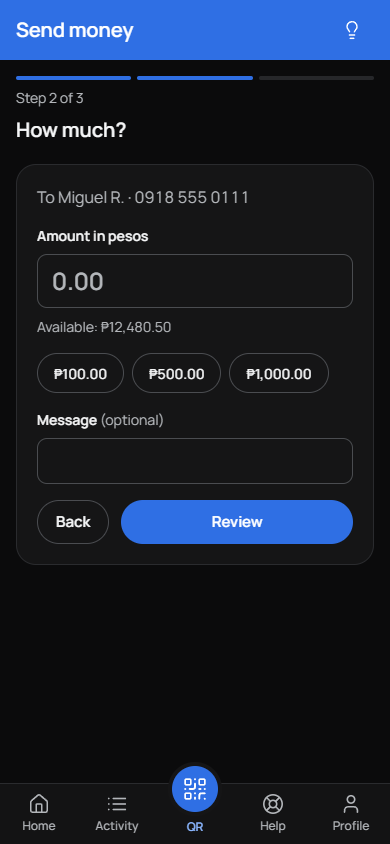 Send money
Step 2 of 3
How much?
To Miguel R. · 0918 555 0111
Amount in pesos
0.00
Available: ₱12,480.50
₱100.00 ₱500.00 ₱1,000.00
Message (optional)
Back Review
Home Activity QR Help Profile